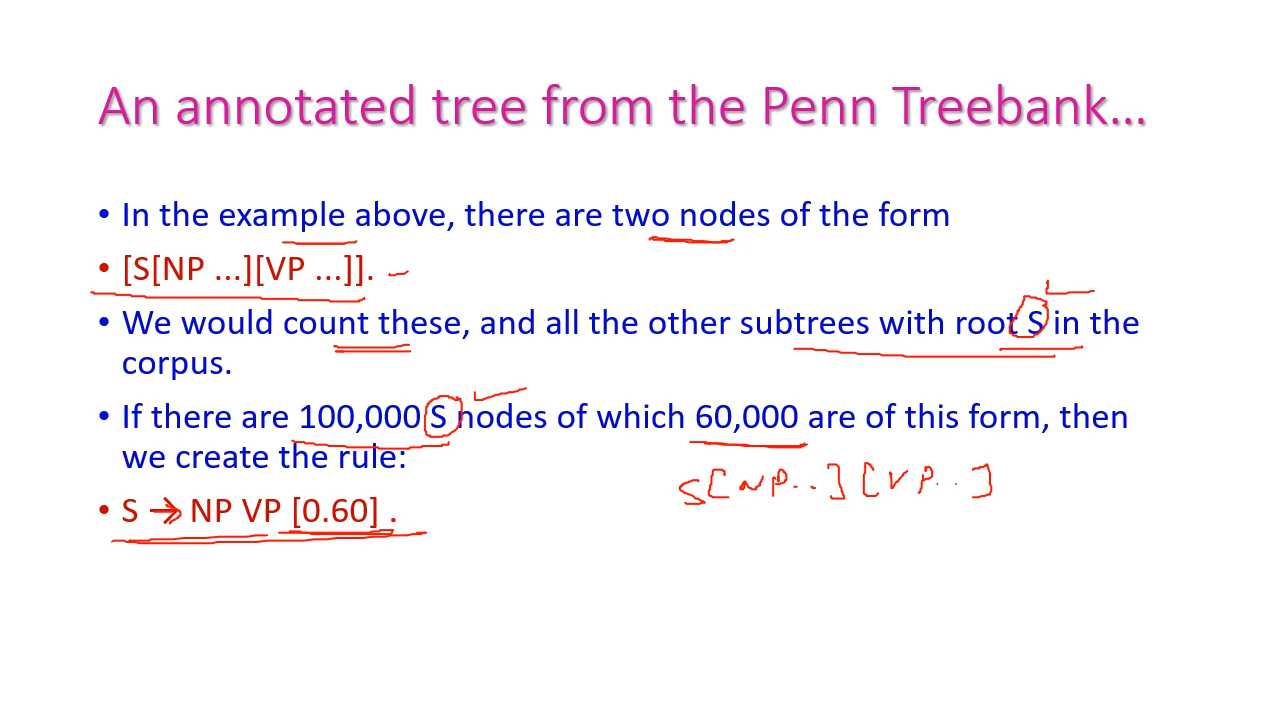 An annotated tree from the Penn Treebank...
• In the example above, there are two nodes of the form
• [S[NP ...][VP ...]].
• We would count these, and all the other subtrees with root S in the
corpus.
• If there are 100,000 S nodes of which 60,000 are of this form, then
we create the rule:
S[NP..][VP..]
• S → NP VP [0.60] .